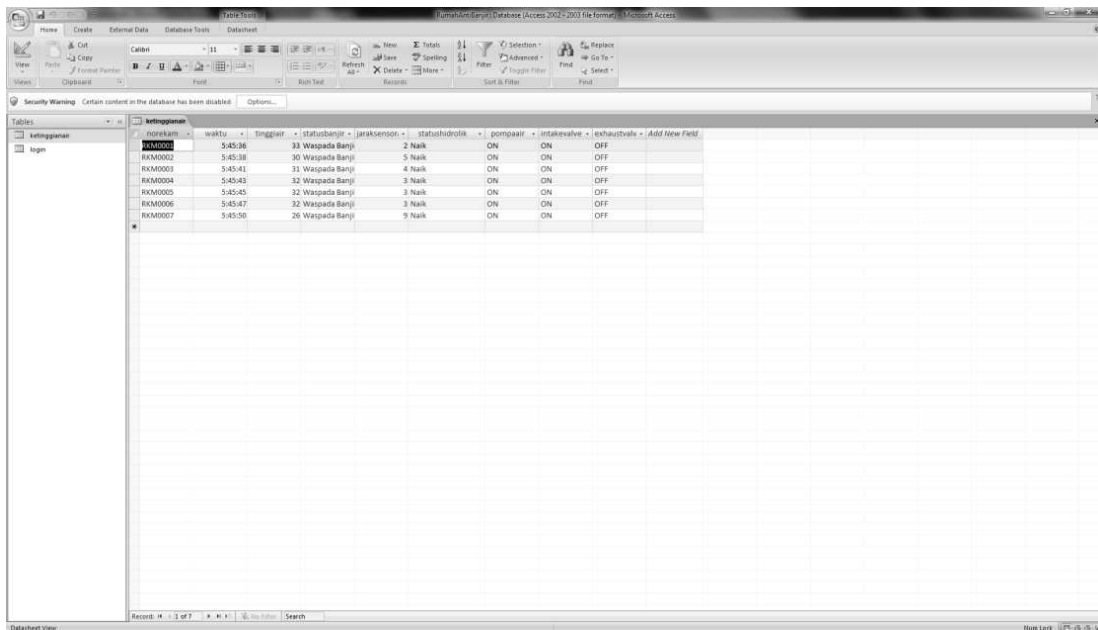 Table Tools RumahAntiBanjir : Database (Access 2002 - 2003 file format) - Microsoft Access
Home Create External Data Database Tools Datasheet
View Paste Cut Copy Format Painter
Calibri 11
B I U
Refresh All New Save Delete Totals Spelling More
Filter Selection Advanced Toggle Filter
Find Replace Go To Select
Views Clipboard Font Rich Text Records Sort & Filter Find
Security Warning Certain content in the database has been disabled Options...
Tables ketinggianair
ketinggianair
login
norekam waktu tinggiair statusbanjir jaraksensor statushidrolik pompaair intakevalve exhaustvalv Add New Field
RKM0001 5:45:36 33 Waspada Banji 2 Naik ON ON OFF
RKM0002 5:45:38 30 Waspada Banji 5 Naik ON ON OFF
RKM0003 5:45:41 31 Waspada Banji 4 Naik ON ON OFF
RKM0004 5:45:43 32 Waspada Banji 3 Naik ON ON OFF
RKM0005 5:45:45 32 Waspada Banji 3 Naik ON ON OFF
RKM0006 5:45:47 32 Waspada Banji 3 Naik ON ON OFF
RKM0007 5:45:50 26 Waspada Banji 9 Naik ON ON OFF
Record: 1 of 7 No Filter Search
Datasheet View Num Lock